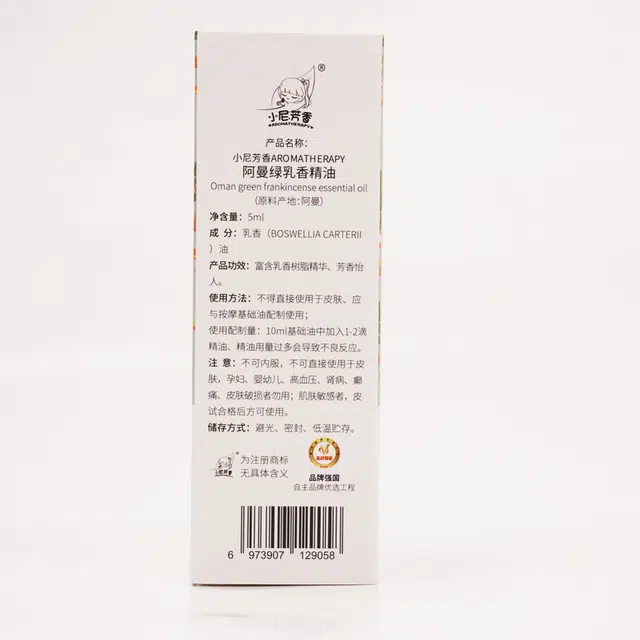 ®
小尼芳香
AROMATHERAPY
产品名称：
小尼芳香AROMATHERAPY
阿曼绿乳香精油
Oman green frankincense essential oil
（原料产地：阿曼）
净含量：5ml
成 分：乳香（BOSWELLIA CARTERII
）油
产品功效：富含乳香树脂精华、芳香怡
人。
使用方法：不得直接使用于皮肤、应
与按摩基础油配制使用；
使用配制量：10ml基础油中加入1-2滴
精油、精油用量过多会导致不良反应。
注 意：不可内服，不可直接使用于皮
肤，孕妇、婴幼儿、高血压、肾病、癫
痫、皮肤破损者勿用；肌肤敏感者，皮
试合格后方可使用。
储存方式：避光、密封、低温贮存。
小尼芳香
为注册商标
无具体含义
品牌强国
自主品牌优选工程
6 973907 129058